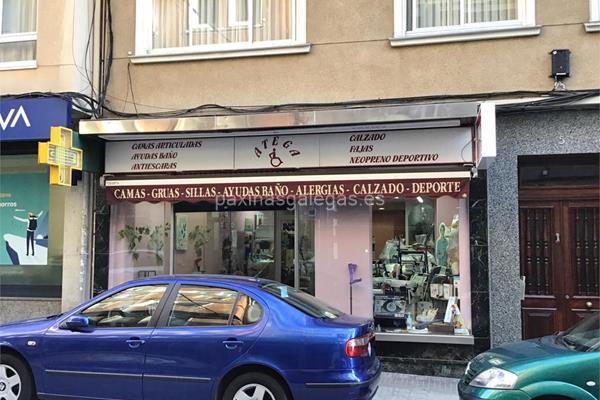 VA
CAMAS ARTICULADAS
AYUDAS BAÑO
ANTIESCARAS
ATEGA
CALZADO
FAJAS
NEOPRENO DEPORTIVO
CAMAS - GRUAS - SILLAS - AYUDAS BAÑO - ALERGIAS - CALZADO - DEPORTE
paxinasgalegas.es